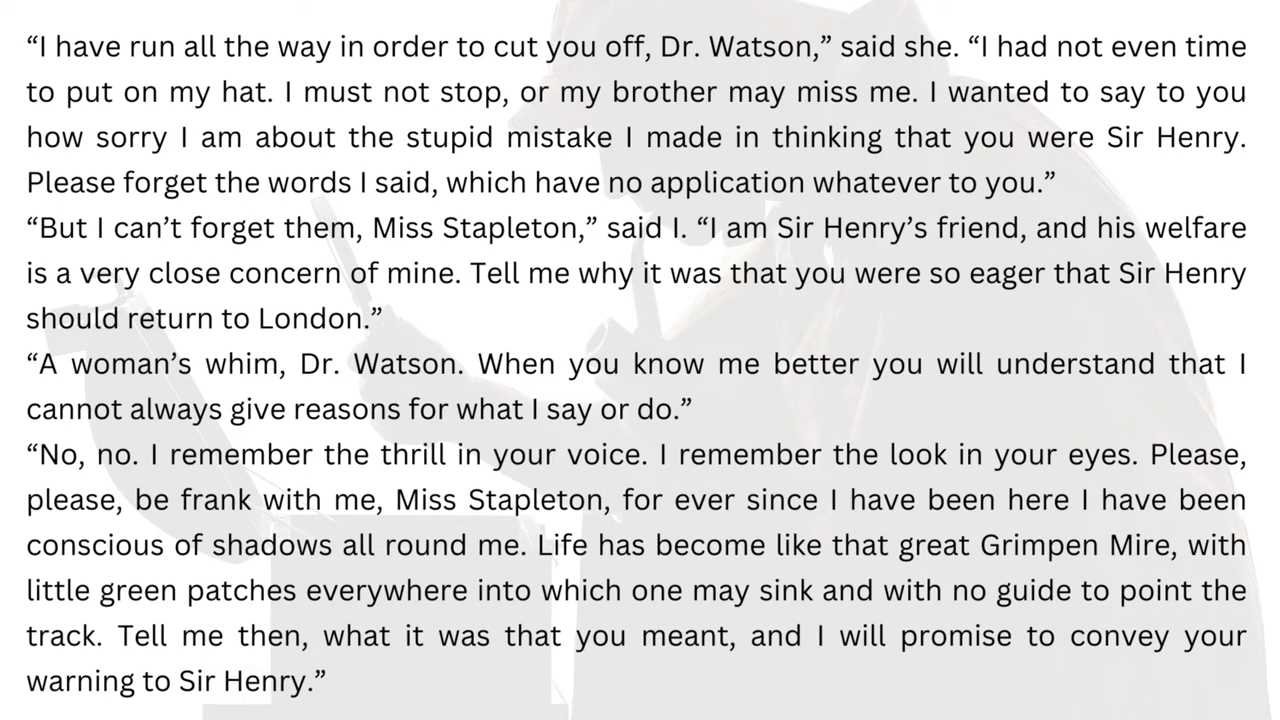 “I have run all the way in order to cut you off, Dr. Watson,” said she. “I had not even time
to put on my hat. I must not stop, or my brother may miss me. I wanted to say to you
how sorry I am about the stupid mistake I made in thinking that you were Sir Henry.
Please forget the words I said, which have no application whatever to you.”
“But I can’t forget them, Miss Stapleton,” said I. “I am Sir Henry’s friend, and his welfare
is a very close concern of mine. Tell me why it was that you were so eager that Sir Henry
should return to London.”
“A woman’s whim, Dr. Watson. When you know me better you will understand that I
cannot always give reasons for what I say or do.”
“No, no. I remember the thrill in your voice. I remember the look in your eyes. Please,
please, be frank with me, Miss Stapleton, for ever since I have been here I have been
conscious of shadows all round me. Life has become like that great Grimpen Mire, with
little green patches everywhere into which one may sink and with no guide to point the
track. Tell me then, what it was that you meant, and I will promise to convey your
warning to Sir Henry.”